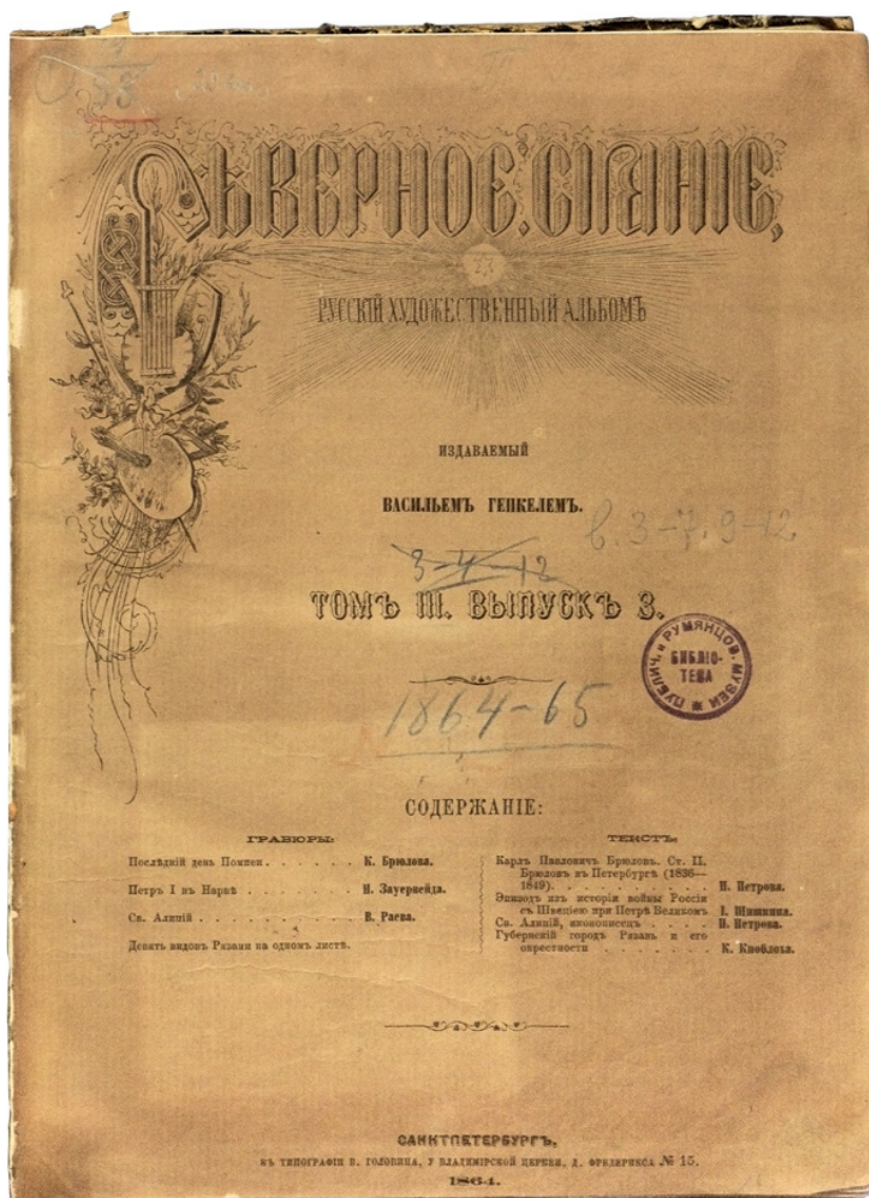 СѢВЕРНОЕ СІЯНІЕ,
РУССКІЙ ХУДОЖЕСТВЕННЫЙ АЛЬБОМЪ
ИЗДАВАЕМЫЙ
ВАСИЛЬЕМЪ ГЕНКЕЛЕМЪ.
в. 3-7, 9-12
3-4-12
ТОМЪ III. ВЫПУСКЪ 3.
ПУБЛИЧ. и РУМЯНЦОВ. МУЗЕИ
БИБЛІО-
ТЕКА
1864-65
СОДЕРЖАНІЕ:
ГРАВЮРЫ:
Послѣдній день Помпеи . . . . . . К. Брюлова.
Петръ I въ Нарвѣ . . . . . . . . Н. Зауервейда.
Св. Алипій . . . . . . . . . . В. Раева.
Девять видовъ Рязани на одномъ листѣ.
ТЕКСТЪ:
Карлъ Павловичъ Брюловъ. Ст. II.
Брюловъ въ Петербургѣ (1836—
1849). . . . . . . . . . П. Петрова.
Эпизодъ изъ исторіи войны Россіи
съ Швеціею при Петрѣ Великомъ І. Шишкина.
Св. Алипій, иконописецъ . . . . П. Петрова.
Губернскій городъ Рязань и его
окрестности . . . . . . . К. Кноблоха.
САНКТПЕТЕРБУРГЪ,
ВЪ ТИПОГРАФІИ В. ГОЛОВИНА, У ВЛАДИМІРСКОЙ ЦЕРКВИ, Д. ФРЕДЕРИКСА № 15.
1864.